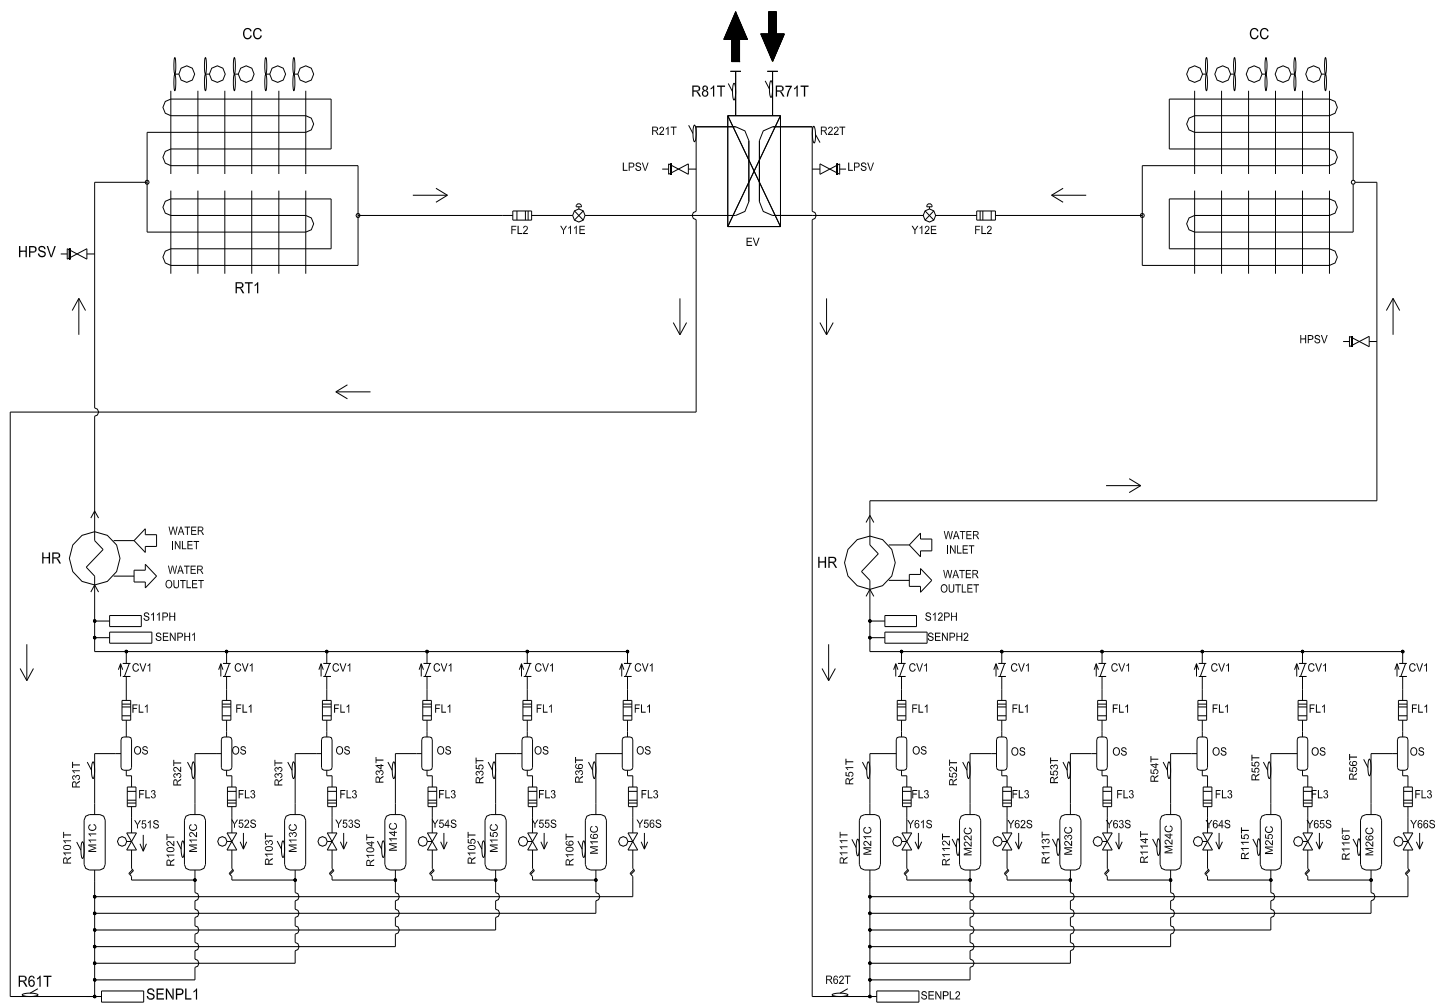 CC
CC
R81T
R71T
R21T
R22T
LPSV
LPSV
FL2
Y11E
EV
Y12E
FL2
HPSV
RT1
HPSV
HR
WATER
INLET
WATER
OUTLET
HR
WATER
INLET
WATER
OUTLET
S11PH
SENPH1
S12PH
SENPH2
CV1
CV1
CV1
CV1
CV1
CV1
CV1
CV1
CV1
CV1
CV1
CV1
FL1
FL1
FL1
FL1
FL1
FL1
FL1
FL1
FL1
FL1
FL1
FL1
OS
OS
OS
OS
OS
OS
OS
OS
OS
OS
OS
OS
R31T
R32T
R33T
R34T
R35T
R36T
R51T
R52T
R53T
R54T
R55T
R56T
FL3
FL3
FL3
FL3
FL3
FL3
FL3
FL3
FL3
FL3
FL3
FL3
Y51S
Y52S
Y53S
Y54S
Y55S
Y56S
Y61S
Y62S
Y63S
Y64S
Y65S
Y66S
R101T
M11C
R102T
M12C
R103T
M13C
R104T
M14C
R105T
M15C
R106T
M16C
R111T
M21C
R112T
M22C
R113T
M23C
R114T
M24C
R115T
M25C
R116T
M26C
R61T
SENPL1
R62T
SENPL2